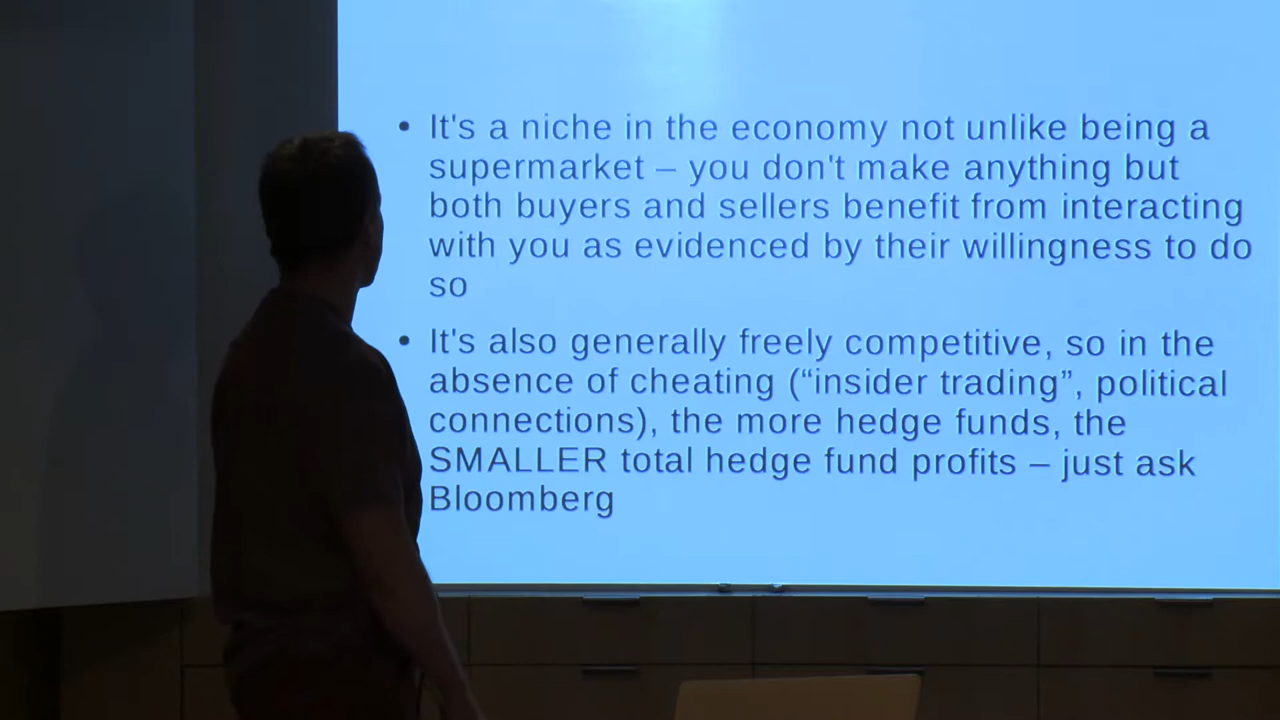 • It's a niche in the economy not unlike being a
supermarket – you don't make anything but
both buyers and sellers benefit from interacting
with you as evidenced by their willingness to do
so
• It's also generally freely competitive, so in the
absence of cheating (“insider trading”, political
connections), the more hedge funds, the
SMALLER total hedge fund profits – just ask
Bloomberg